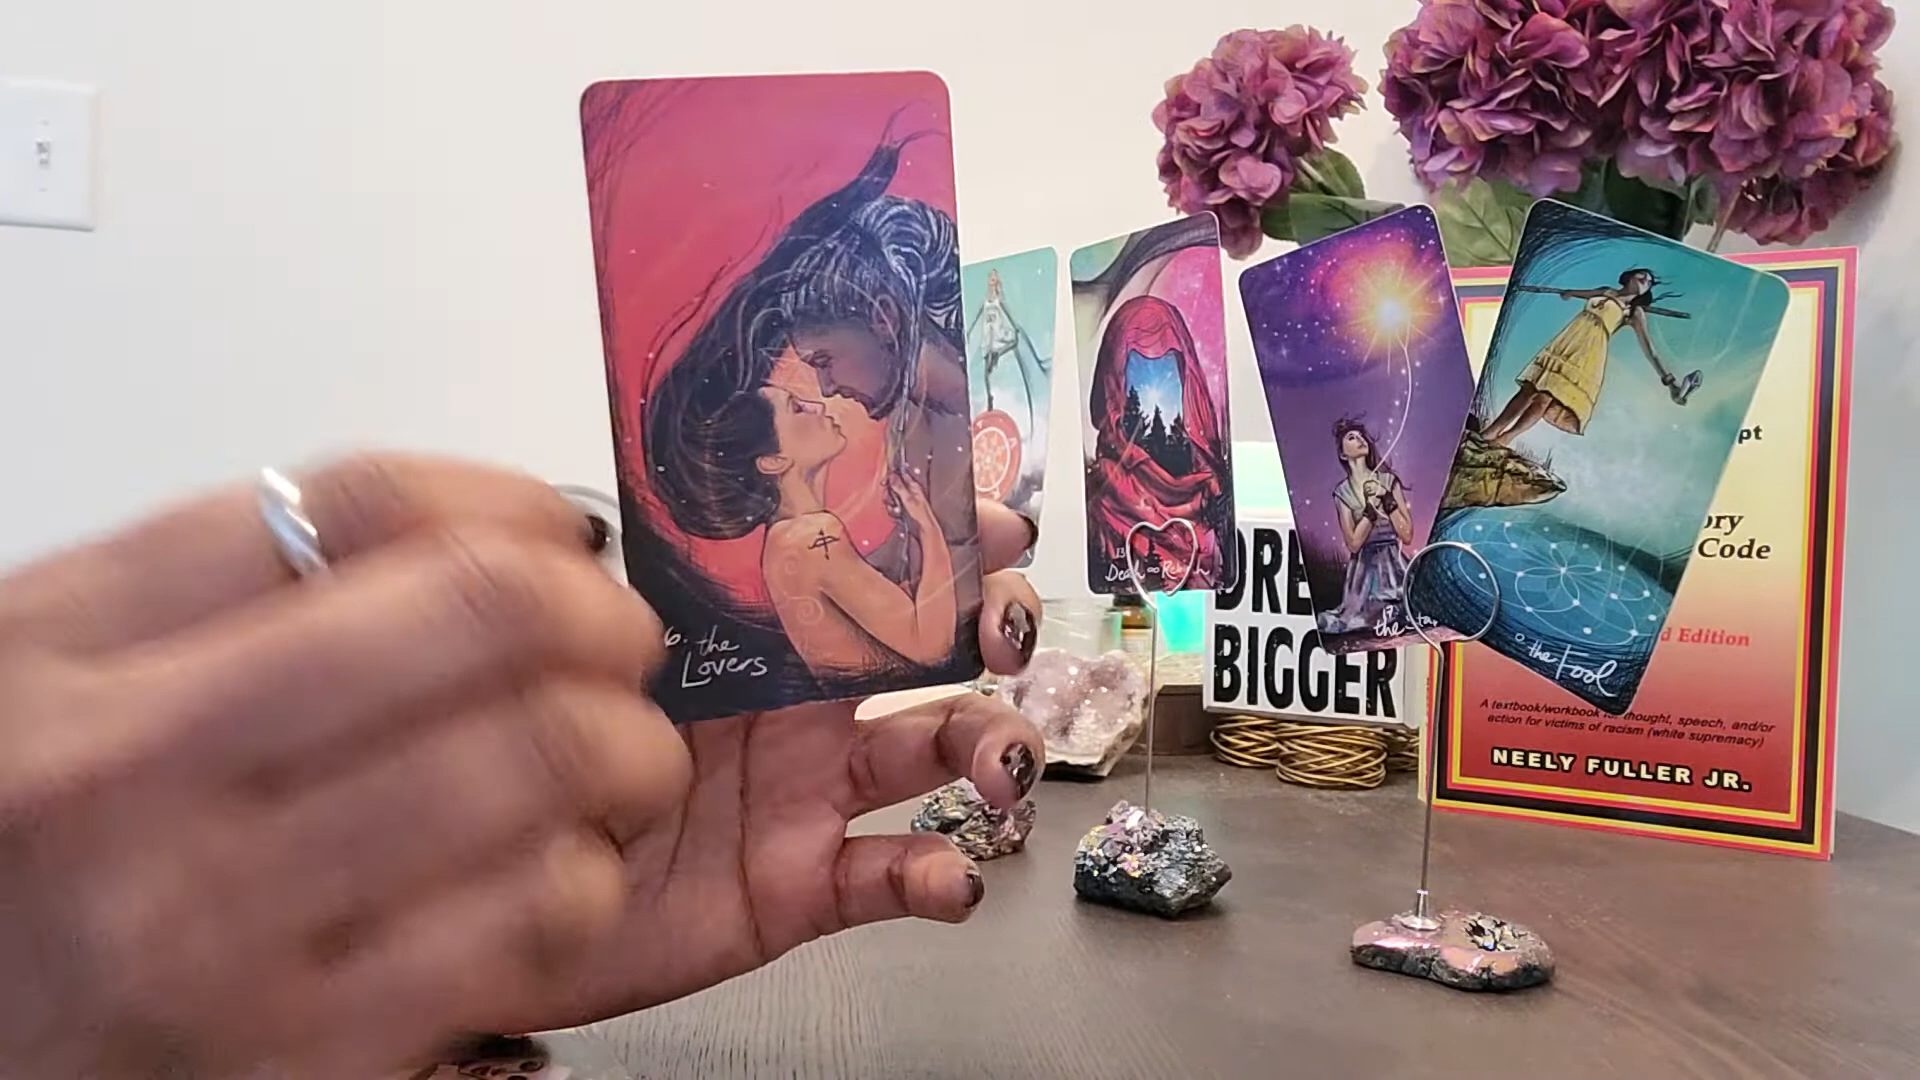 6. the
Lovers
13
Death ∞ Rebirth
17
the Star
0
the Fool
DRE
BIGGER
pt
ory
Code
d Edition
A textbook/workbook for thought, speech, and/or
action for victims of racism (white supremacy)
NEELY FULLER JR.